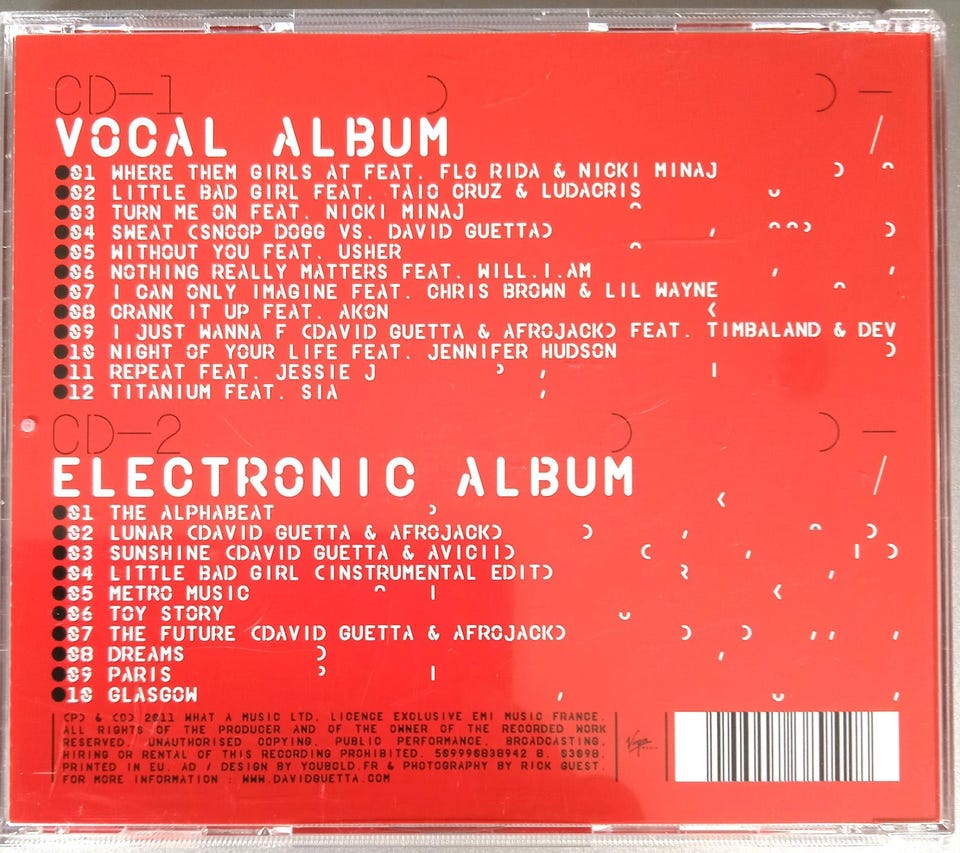 CD-1
VOCAL ALBUM
01 WHERE THEM GIRLS AT FEAT. FLO RIDA & NICKI MINAJ
02 LITTLE BAD GIRL FEAT. TAIO CRUZ & LUDACRIS
03 TURN ME ON FEAT. NICKI MINAJ
04 SWEAT (SNOOP DOGG VS. DAVID GUETTA)
05 WITHOUT YOU FEAT. USHER
06 NOTHING REALLY MATTERS FEAT. WILL.I.AM
07 I CAN ONLY IMAGINE FEAT. CHRIS BROWN & LIL WAYNE
08 CRANK IT UP FEAT. AKON
09 I JUST WANNA F (DAVID GUETTA & AFROJACK) FEAT. TIMBALAND & DEV
10 NIGHT OF YOUR LIFE FEAT. JENNIFER HUDSON
11 REPEAT FEAT. JESSIE J
12 TITANIUM FEAT. SIA
CD-2
ELECTRONIC ALBUM
01 THE ALPHABEAT
02 LUNAR (DAVID GUETTA & AFROJACK)
03 SUNSHINE (DAVID GUETTA & AVICII)
04 LITTLE BAD GIRL (INSTRUMENTAL EDIT)
05 METRO MUSIC
06 TOY STORY
07 THE FUTURE (DAVID GUETTA & AFROJACK)
08 DREAMS
09 PARIS
10 GLASGOW
(P) & (C) 2011 WHAT A MUSIC LTD. LICENCE EXCLUSIVE EMI MUSIC FRANCE.
ALL RIGHTS OF THE PRODUCER AND OF THE OWNER OF THE RECORDED WORK
RESERVED. UNAUTHORISED COPYING, PUBLIC PERFORMANCE, BROADCASTING,
HIRING OR RENTAL OF THIS RECORDING PROHIBITED. 509996838942 8.
PRINTED IN EU. AD / DESIGN BY YOUBOLD.FR & PHOTOGRAPHY BY RICK GUEST.
FOR MORE INFORMATION : WWW.DAVIDGUETTA.COM
Virgin